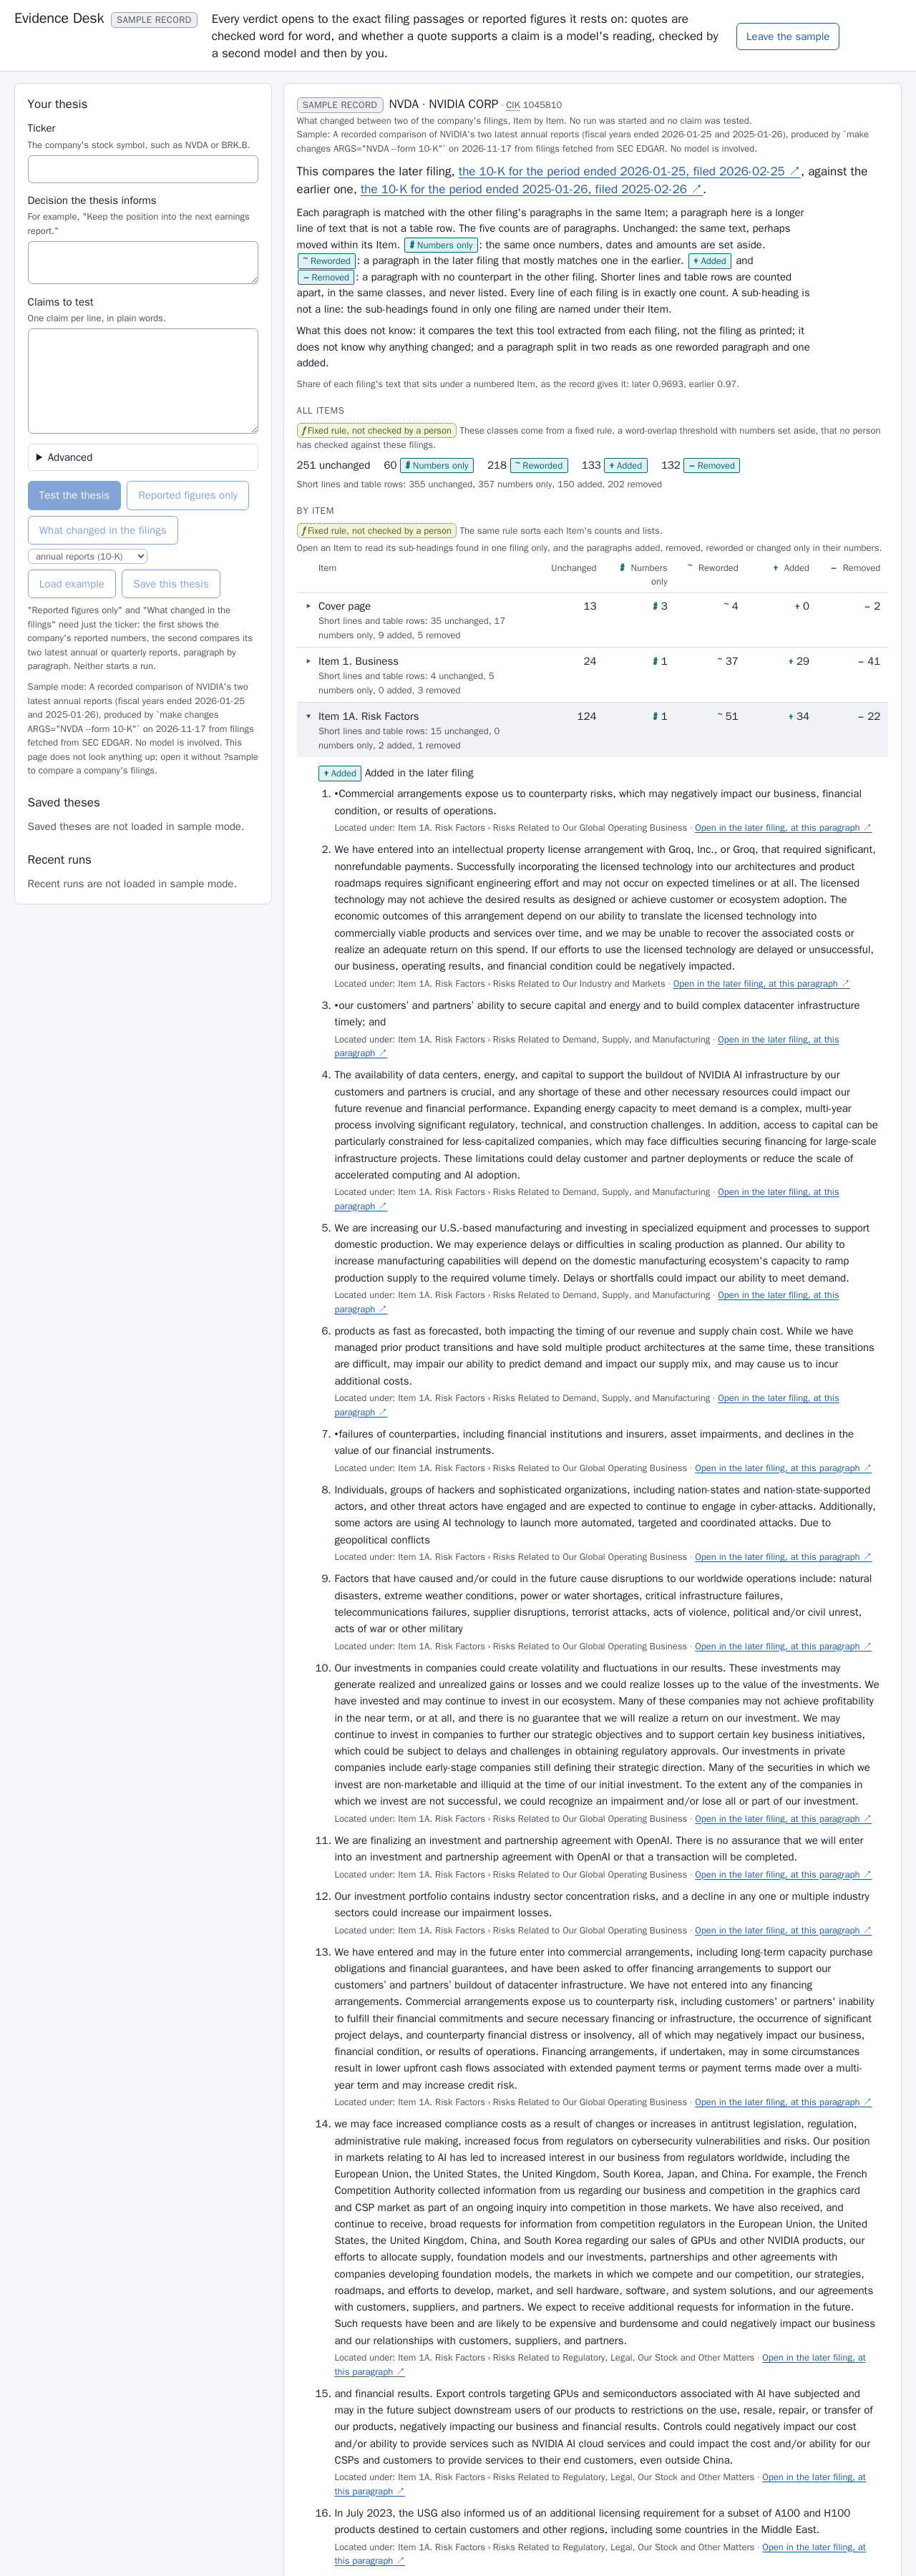 Evidence Desk SAMPLE RECORD
Every verdict opens to the exact filing passages or reported figures it rests on: quotes are
checked word for word, and whether a quote supports a claim is a model's reading, checked by
a second model and then by you.
Leave the sample
Your thesis
Ticker
The company's stock symbol, such as NVDA or BRK.B.
Decision the thesis informs
For example, "Keep the position into the next earnings
report."
Claims to test
One claim per line, in plain words.
▶ Advanced
Test the thesis
Reported figures only
What changed in the filings
annual reports (10-K)
Load example
Save this thesis
"Reported figures only" and "What changed in the
filings" need just the ticker: the first shows the
company's reported numbers, the second compares its
two latest annual or quarterly reports, paragraph by
paragraph. Neither starts a run.
Sample mode: A recorded comparison of NVIDIA's two
latest annual reports (fiscal years ended 2026-01-25
and 2025-01-26), produced by `make changes
ARGS="NVDA --form 10-K"` on 2026-11-17 from filings
fetched from SEC EDGAR. No model is involved. This
page does not look anything up; open it without ?sample
to compare a company's filings.
Saved theses
Saved theses are not loaded in sample mode.
Recent runs
Recent runs are not loaded in sample mode.
SAMPLE RECORD NVDA · NVIDIA CORP · CIK 1045810
What changed between two of the company's filings, Item by Item. No run was started and no claim was tested.
Sample: A recorded comparison of NVIDIA's two latest annual reports (fiscal years ended 2026-01-25 and 2025-01-26), produced by `make
changes ARGS="NVDA --form 10-K"` on 2026-11-17 from filings fetched from SEC EDGAR. No model is involved.
This compares the later filing, the 10-K for the period ended 2026-01-25, filed 2026-02-25 ↗, against the
earlier one, the 10-K for the period ended 2025-01-26, filed 2025-02-26 ↗.
Each paragraph is matched with the other filing's paragraphs in the same Item; a paragraph here is a longer
line of text that is not a table row. The five counts are of paragraphs. Unchanged: the same text, perhaps
moved within its Item. # Numbers only : the same once numbers, dates and amounts are set aside.
~ Reworded : a paragraph in the later filing that mostly matches one in the earlier. + Added and
− Removed : a paragraph with no counterpart in the other filing. Shorter lines and table rows are counted
apart, in the same classes, and never listed. Every line of each filing is in exactly one count. A sub-heading is
not a line: the sub-headings found in only one filing are named under their Item.
What this does not know: it compares the text this tool extracted from each filing, not the filing as printed; it
does not know why anything changed; and a paragraph split in two reads as one reworded paragraph and one
added.
Share of each filing's text that sits under a numbered Item, as the record gives it: later 0.9693, earlier 0.97.
ALL ITEMS
ƒ Fixed rule, not checked by a person These classes come from a fixed rule, a word-overlap threshold with numbers set aside, that no person
has checked against these filings.
251 unchanged 60 # Numbers only 218 ~ Reworded 133 + Added 132 − Removed
Short lines and table rows: 355 unchanged, 357 numbers only, 150 added, 202 removed
BY ITEM
ƒ Fixed rule, not checked by a person The same rule sorts each Item's counts and lists.
Open an Item to read its sub-headings found in one filing only, and the paragraphs added, removed, reworded or changed only in their numbers.
Item Unchanged # Numbers only ~ Reworded + Added − Removed
▸ Cover page 13 # 3 ~ 4 + 0 − 2
Short lines and table rows: 35 unchanged, 17
numbers only, 9 added, 5 removed
▸ Item 1. Business 24 # 1 ~ 37 + 29 − 41
Short lines and table rows: 4 unchanged, 5
numbers only, 0 added, 3 removed
▾ Item 1A. Risk Factors 124 # 1 ~ 51 + 34 − 22
Short lines and table rows: 15 unchanged, 0
numbers only, 2 added, 1 removed
+ Added Added in the later filing
1. •Commercial arrangements expose us to counterparty risks, which may negatively impact our business, financial
condition, or results of operations.
Located under: Item 1A. Risk Factors › Risks Related to Our Global Operating Business · Open in the later filing, at this paragraph ↗
2. We have entered into an intellectual property license arrangement with Groq, Inc., or Groq, that required significant,
nonrefundable payments. Successfully incorporating the licensed technology into our architectures and product
roadmaps requires significant engineering effort and may not occur on expected timelines or at all. The licensed
technology may not achieve the desired results as designed or achieve customer or ecosystem adoption. The
economic outcomes of this arrangement depend on our ability to translate the licensed technology into
commercially viable products and services over time, and we may be unable to recover the associated costs or
realize an adequate return on this spend. If our efforts to use the licensed technology are delayed or unsuccessful,
our business, operating results, and financial condition could be negatively impacted.
Located under: Item 1A. Risk Factors › Risks Related to Our Industry and Markets · Open in the later filing, at this paragraph ↗
3. •our customers' and partners' ability to secure capital and energy and to build complex datacenter infrastructure
timely; and
Located under: Item 1A. Risk Factors › Risks Related to Demand, Supply, and Manufacturing · Open in the later filing, at this
paragraph ↗
4. The availability of data centers, energy, and capital to support the buildout of NVIDIA AI infrastructure by our
customers and partners is crucial, and any shortage of these and other necessary resources could impact our
future revenue and financial performance. Expanding energy capacity to meet demand is a complex, multi-year
process involving significant regulatory, technical, and construction challenges. In addition, access to capital can be
particularly constrained for less-capitalized companies, which may face difficulties securing financing for large-scale
infrastructure projects. These limitations could delay customer and partner deployments or reduce the scale of
accelerated computing and AI adoption.
Located under: Item 1A. Risk Factors › Risks Related to Demand, Supply, and Manufacturing · Open in the later filing, at this
paragraph ↗
5. We are increasing our U.S.-based manufacturing and investing in specialized equipment and processes to support
domestic production. We may experience delays or difficulties in scaling production as planned. Our ability to
increase manufacturing capabilities will depend on the domestic manufacturing ecosystem's capacity to ramp
production supply to the required volume timely. Delays or shortfalls could impact our ability to meet demand.
Located under: Item 1A. Risk Factors › Risks Related to Demand, Supply, and Manufacturing · Open in the later filing, at this
paragraph ↗
6. products as fast as forecasted, both impacting the timing of our revenue and supply chain cost. While we have
managed prior product transitions and have sold multiple product architectures at the same time, these transitions
are difficult, may impair our ability to predict demand and impact our supply mix, and may cause us to incur
additional costs.
Located under: Item 1A. Risk Factors › Risks Related to Demand, Supply, and Manufacturing · Open in the later filing, at this
paragraph ↗
7. •failures of counterparties, including financial institutions and insurers, asset impairments, and declines in the
value of our financial instruments.
Located under: Item 1A. Risk Factors › Risks Related to Our Global Operating Business · Open in the later filing, at this paragraph ↗
8. Individuals, groups of hackers and sophisticated organizations, including nation-states and nation-state-supported
actors, and other threat actors have engaged and are expected to continue to engage in cyber-attacks. Additionally,
some actors are using AI technology to launch more automated, targeted and coordinated attacks. Due to
geopolitical conflicts
Located under: Item 1A. Risk Factors › Risks Related to Our Global Operating Business · Open in the later filing, at this paragraph ↗
9. Factors that have caused and/or could in the future cause disruptions to our worldwide operations include: natural
disasters, extreme weather conditions, power or water shortages, critical infrastructure failures,
telecommunications failures, supplier disruptions, terrorist attacks, acts of violence, political and/or civil unrest,
acts of war or other military
Located under: Item 1A. Risk Factors › Risks Related to Our Global Operating Business · Open in the later filing, at this paragraph ↗
10. Our investments in companies could create volatility and fluctuations in our results. These investments may
generate realized and unrealized gains or losses and we could realize losses up to the value of the investments. We
have invested and may continue to invest in our ecosystem. Many of these companies may not achieve profitability
in the near term, or at all, and there is no guarantee that we will realize a return on our investment. We may
continue to invest in companies to further our strategic objectives and to support certain key business initiatives,
which could be subject to delays and challenges in obtaining regulatory approvals. Our investments in private
companies include early-stage companies still defining their strategic direction. Many of the securities in which we
invest are non-marketable and illiquid at the time of our initial investment. To the extent any of the companies in
which we invest are not successful, we could recognize an impairment and/or lose all or part of our investment.
Located under: Item 1A. Risk Factors › Risks Related to Our Global Operating Business · Open in the later filing, at this paragraph ↗
11. We are finalizing an investment and partnership agreement with OpenAI. There is no assurance that we will enter
into an investment and partnership agreement with OpenAI or that a transaction will be completed.
Located under: Item 1A. Risk Factors › Risks Related to Our Global Operating Business · Open in the later filing, at this paragraph ↗
12. Our investment portfolio contains industry sector concentration risks, and a decline in any one or multiple industry
sectors could increase our impairment losses.
Located under: Item 1A. Risk Factors › Risks Related to Our Global Operating Business · Open in the later filing, at this paragraph ↗
13. We have entered and may in the future enter into commercial arrangements, including long-term capacity purchase
obligations and financial guarantees, and have been asked to offer financing arrangements to support our
customers' and partners' buildout of datacenter infrastructure. We have not entered into any financing
arrangements. Commercial arrangements expose us to counterparty risk, including customers' or partners' inability
to fulfill their financial commitments and secure necessary financing or infrastructure, the occurrence of significant
project delays, and counterparty financial distress or insolvency, all of which may negatively impact our business,
financial condition, or results of operations. Financing arrangements, if undertaken, may in some circumstances
result in lower upfront cash flows associated with extended payment terms or payment terms made over a multi-
year term and may increase credit risk.
Located under: Item 1A. Risk Factors › Risks Related to Our Global Operating Business · Open in the later filing, at this paragraph ↗
14. we may face increased compliance costs as a result of changes or increases in antitrust legislation, regulation,
administrative rule making, increased focus from regulators on cybersecurity vulnerabilities and risks. Our position
in markets relating to AI has led to increased interest in our business from regulators worldwide, including the
European Union, the United States, the United Kingdom, South Korea, Japan, and China. For example, the French
Competition Authority collected information from us regarding our business and competition in the graphics card
and CSP market as part of an ongoing inquiry into competition in those markets. We have also received, and
continue to receive, broad requests for information from competition regulators in the European Union, the United
States, the United Kingdom, China, and South Korea regarding our sales of GPUs and other NVIDIA products, our
efforts to allocate supply, foundation models and our investments, partnerships and other agreements with
companies developing foundation models, the markets in which we compete and our competition, our strategies,
roadmaps, and efforts to develop, market, and sell hardware, software, and system solutions, and our agreements
with customers, suppliers, and partners. We expect to receive additional requests for information in the future.
Such requests have been and are likely to be expensive and burdensome and could negatively impact our business
and our relationships with customers, suppliers, and partners.
Located under: Item 1A. Risk Factors › Risks Related to Regulatory, Legal, Our Stock and Other Matters · Open in the later filing, at
this paragraph ↗
15. and financial results. Export controls targeting GPUs and semiconductors associated with AI have subjected and
may in the future subject downstream users of our products to restrictions on the use, resale, repair, or transfer of
our products, negatively impacting our business and financial results. Controls could negatively impact our cost
and/or ability to provide services such as NVIDIA AI cloud services and could impact the cost and/or ability for our
CSPs and customers to provide services to their end customers, even outside China.
Located under: Item 1A. Risk Factors › Risks Related to Regulatory, Legal, Our Stock and Other Matters · Open in the later filing, at
this paragraph ↗
16. In July 2023, the USG also informed us of an additional licensing requirement for a subset of A100 and H100
products destined to certain customers and other regions, including some countries in the Middle East.
Located under: Item 1A. Risk Factors › Risks Related to Regulatory, Legal, Our Stock and Other Matters · Open in the later filing, at
this paragraph ↗